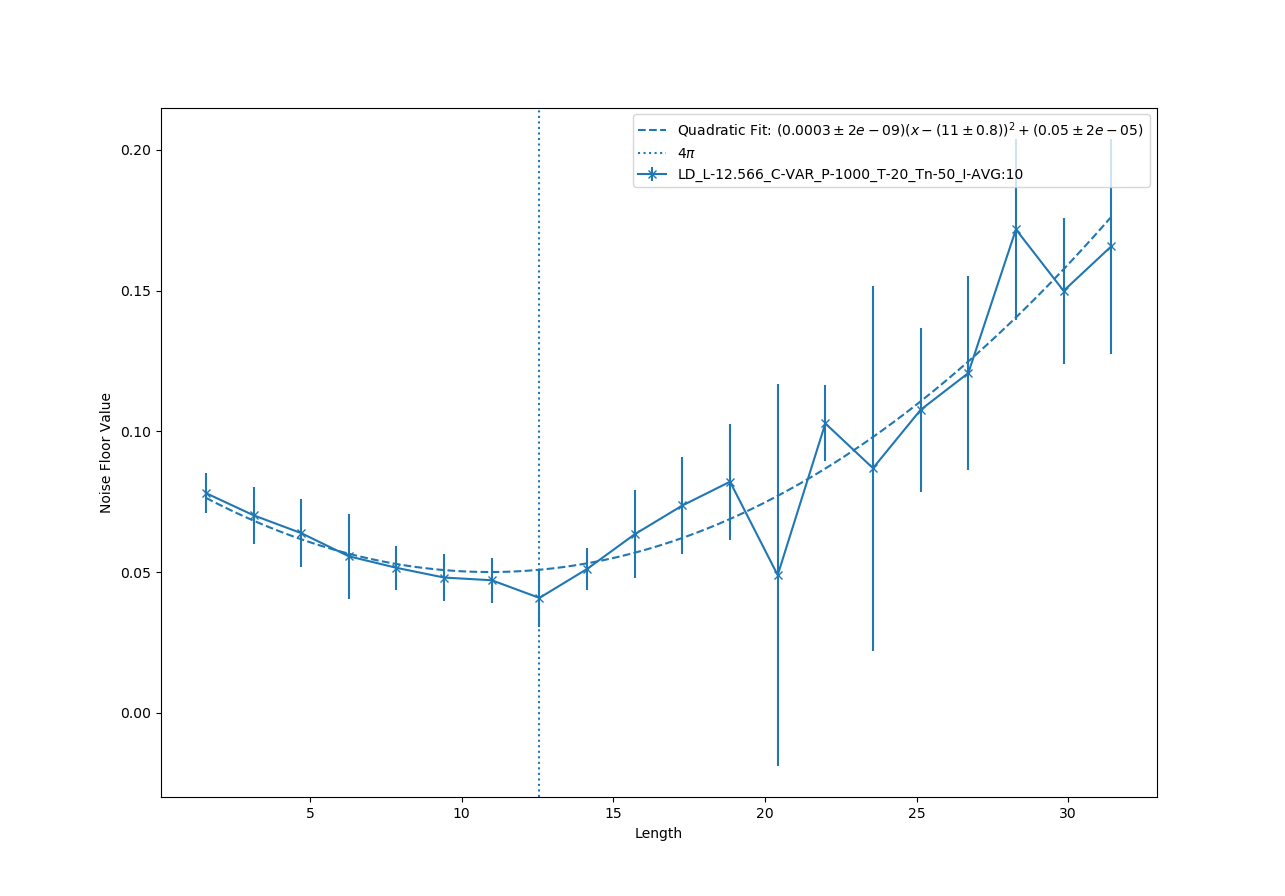 Quadratic Fit: (0.0003 ± 2e − 09)(x − (11 ± 0.8))² + (0.05 ± 2e − 05)
4π
LD_L-12.566_C-VAR_P-1000_T-20_Tn-50_I-AVG:10
0.20
0.15
0.10
0.05
0.00
Noise Floor Value
5 10 15 20 25 30
Length